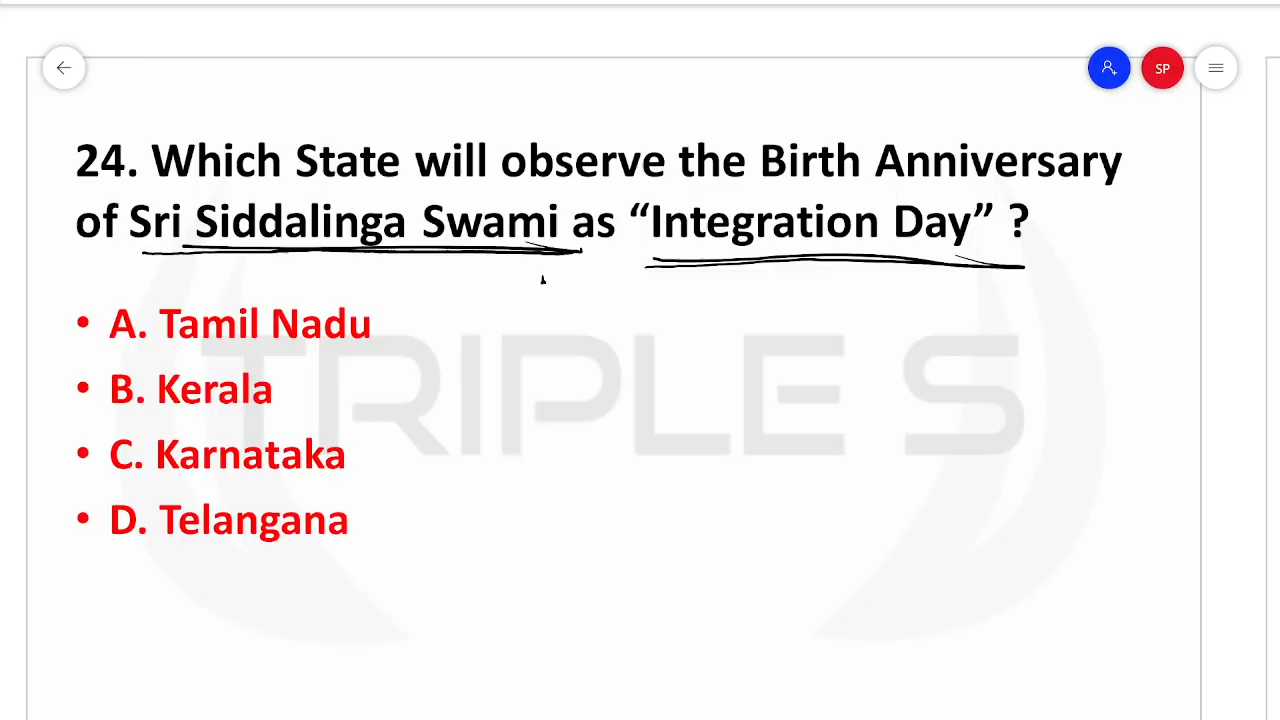 SP
24. Which State will observe the Birth Anniversary
of Sri Siddalinga Swami as “Integration Day” ?
• A. Tamil Nadu
• B. Kerala
• C. Karnataka
• D. Telangana
TRIPLE S